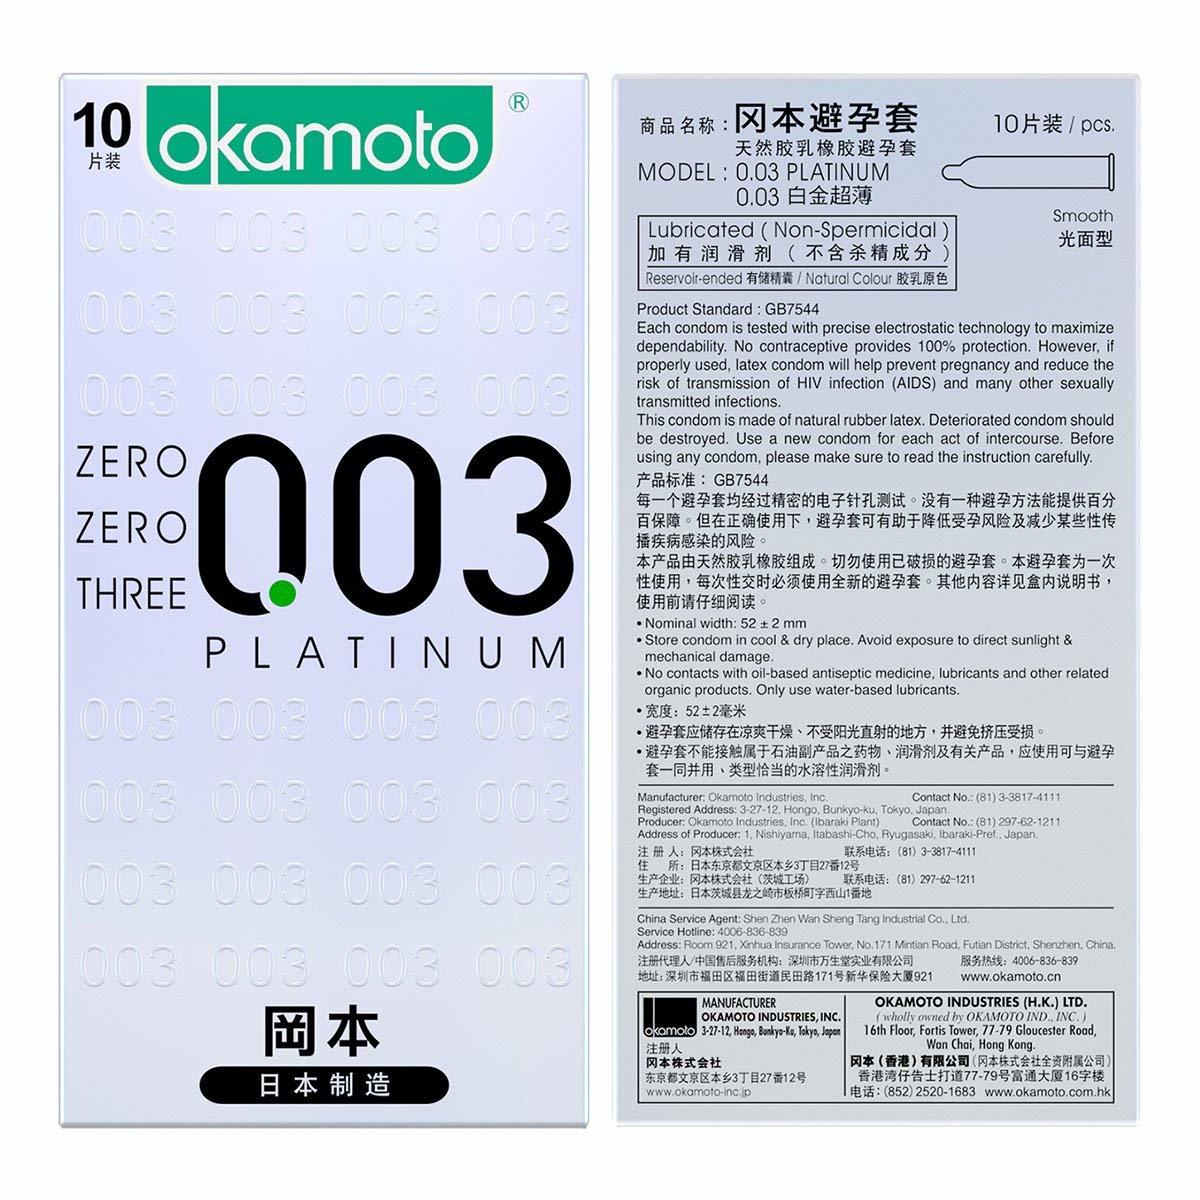 10
片装
okamoto®
003 003 003 003
003 003 003 003
003 003 003 003
ZERO
ZERO
THREE
0.03
PLATINUM
003 003 003 003
003 003 003 003
003 003 003 003
003 003 003 003
岡本
日本制造
商品名称：冈本避孕套 10片装 / pcs.
天然胶乳橡胶避孕套
MODEL : 0.03 PLATINUM
0.03 白金超薄
Smooth
光面型
Lubricated ( Non-Spermicidal )
加有润滑剂（不含杀精成分）
Reservoir-ended 有储精囊 / Natural Colour 胶乳原色
Product Standard : GB7544
Each condom is tested with precise electrostatic technology to maximize
dependability. No contraceptive provides 100% protection. However, if
properly used, latex condom will help prevent pregnancy and reduce the
risk of transmission of HIV infection (AIDS) and many other sexually
transmitted infections.
This condom is made of natural rubber latex. Deteriorated condom should
be destroyed. Use a new condom for each act of intercourse. Before
using any condom, please make sure to read the instruction carefully.
产品标准： GB7544
每一个避孕套均经过精密的电子针孔测试。没有一种避孕方法能提供百分
百保障。但在正确使用下，避孕套可有助于降低受孕风险及减少某些性传
播疾病感染的风险。
本产品由天然胶乳橡胶组成。切勿使用已破损的避孕套。本避孕套为一次
性使用，每次性交时必须使用全新的避孕套。其他内容详见盒内说明书，
使用前请仔细阅读。
• Nominal width: 52 ± 2 mm
• Store condom in cool & dry place. Avoid exposure to direct sunlight &
mechanical damage.
• No contacts with oil-based antiseptic medicine, lubricants and other related
organic products. Only use water-based lubricants.
• 宽度：52±2毫米
• 避孕套应储存在凉爽干燥、不受阳光直射的地方，并避免挤压受损。
• 避孕套不能接触属于石油副产品之药物、润滑剂及有关产品，应使用可与避孕
套一同并用、类型恰当的水溶性润滑剂。
Manufacturer: Okamoto Industries, Inc. Contact No.: (81) 3-3817-4111
Registered Address: 3-27-12, Hongo, Bunkyo-ku, Tokyo, Japan.
Producer: Okamoto Industries, Inc. (Ibaraki Plant) Contact No.: (81) 297-62-1211
Address of Producer: 1, Nishiyama, Itabashi-Cho, Ryugasaki, Ibaraki-Pref., Japan.
注 册 人：冈本株式会社 联系电话：(81) 3-3817-4111
住 所：日本东京都文京区本乡3丁目27番12号
生产企业：冈本株式会社（茨城工场） 联系电话：(81) 297-62-1211
生产地址：日本茨城县龙之崎市板桥町字西山1番地
China Service Agent: Shen Zhen Wan Sheng Tang Industrial Co., Ltd.
Service Hotline: 4006-836-839
Address: Room 921, Xinhua Insurance Tower, No.171 Mintian Road, Futian District, Shenzhen, China.
注册代理人/中国售后服务机构：深圳市万生堂实业有限公司 服务热线：4006-836-839
地址：深圳市福田区福田街道民田路171号新华保险大厦921 www.okamoto.cn
okamoto
MANUFACTURER
OKAMOTO INDUSTRIES, INC.
3-27-12, Hongo, Bunkyo-Ku, Tokyo, Japan
注册人
冈本株式会社
东京都文京区本乡3丁目27番12号
www.okamoto-inc.jp
OKAMOTO INDUSTRIES (H.K.) LTD.
( wholly owned by OKAMOTO IND., INC. )
16th Floor, Fortis Tower, 77-79 Gloucester Road,
Wan Chai, Hong Kong.
冈本（香港）有限公司（冈本株式会社全资附属公司）
香港湾仔告士打道77-79号富通大厦16字楼
电话：(852) 2520-1683 www.okamoto.com.hk